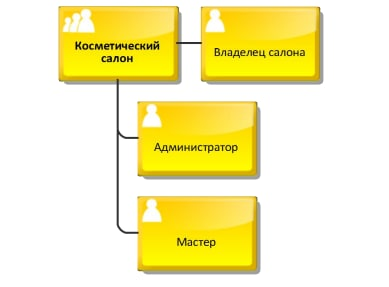 Косметический
салон
Владелец салона
Администратор
Мастер